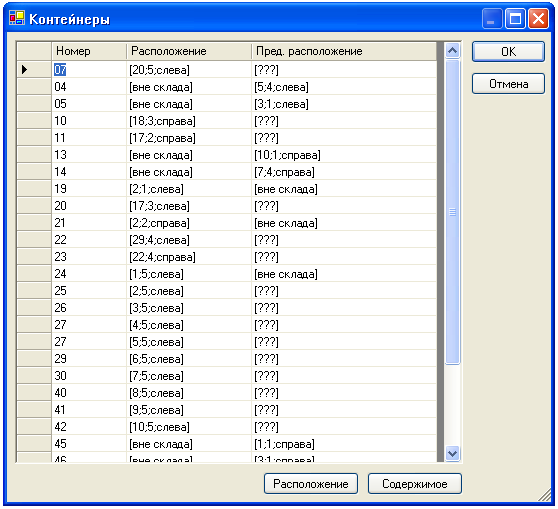 Контейнеры
Номер Расположение Пред. расположение OK
07 [20;5;слева] [???]
04 [вне склада] [5;4;слева] Отмена
05 [вне склада] [3;1;слева]
10 [18;3;справа] [???]
11 [17;2;справа] [???]
13 [вне склада] [10;1;справа]
14 [вне склада] [7;4;справа]
19 [2;1;слева] [вне склада]
20 [17;3;слева] [???]
21 [2;2;справа] [вне склада]
22 [29;4;слева] [???]
23 [22;4;справа] [???]
24 [1;5;слева] [вне склада]
25 [2;5;слева] [???]
26 [3;5;слева] [???]
27 [4;5;слева] [???]
27 [5;5;слева] [???]
29 [6;5;слева] [???]
30 [7;5;слева] [???]
40 [8;5;слева] [???]
41 [9;5;слева] [???]
42 [10;5;слева] [???]
45 [вне склада] [1;1;справа]
46 [вне склада] [3;1;справа]
Расположение Содержимое